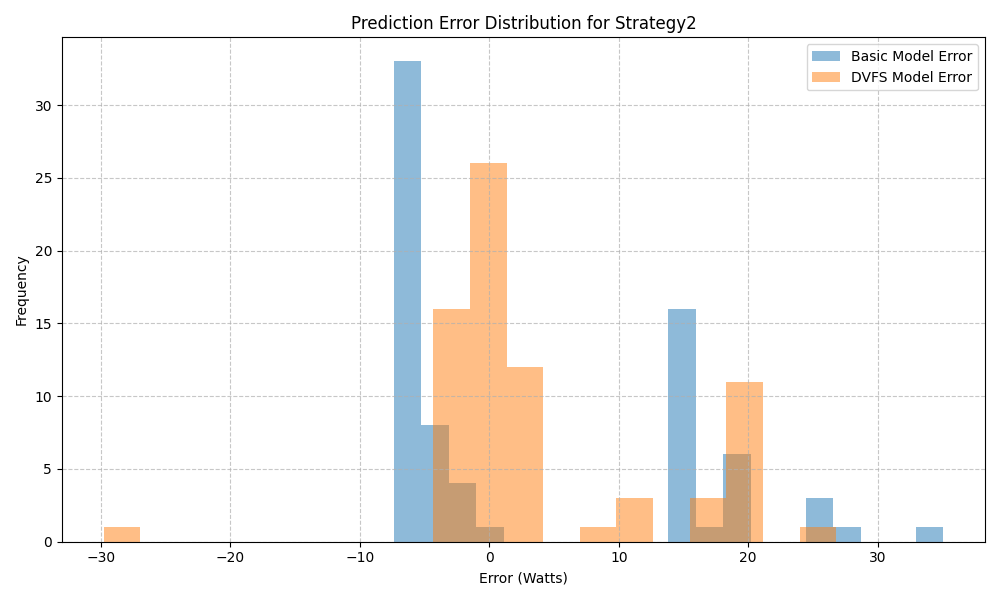 Prediction Error Distribution for Strategy2
Basic Model Error
DVFS Model Error
Frequency
30
25
20
15
10
5
0
−30
−20
−10
0
10
20
30
Error (Watts)